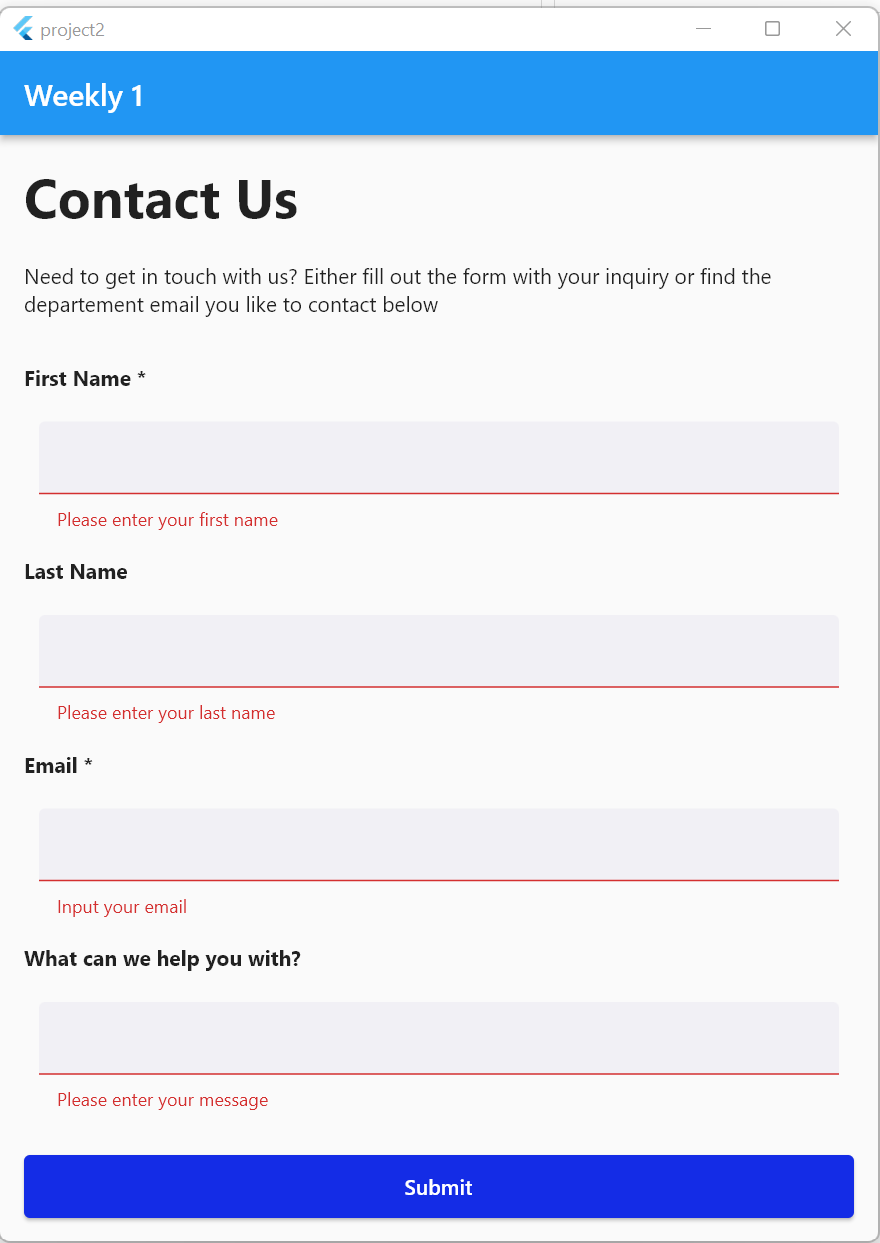 project2
Weekly 1
Contact Us
Need to get in touch with us? Either fill out the form with your inquiry or find the
departement email you like to contact below
First Name *
Please enter your first name
Last Name
Please enter your last name
Email *
Input your email
What can we help you with?
Please enter your message
Submit